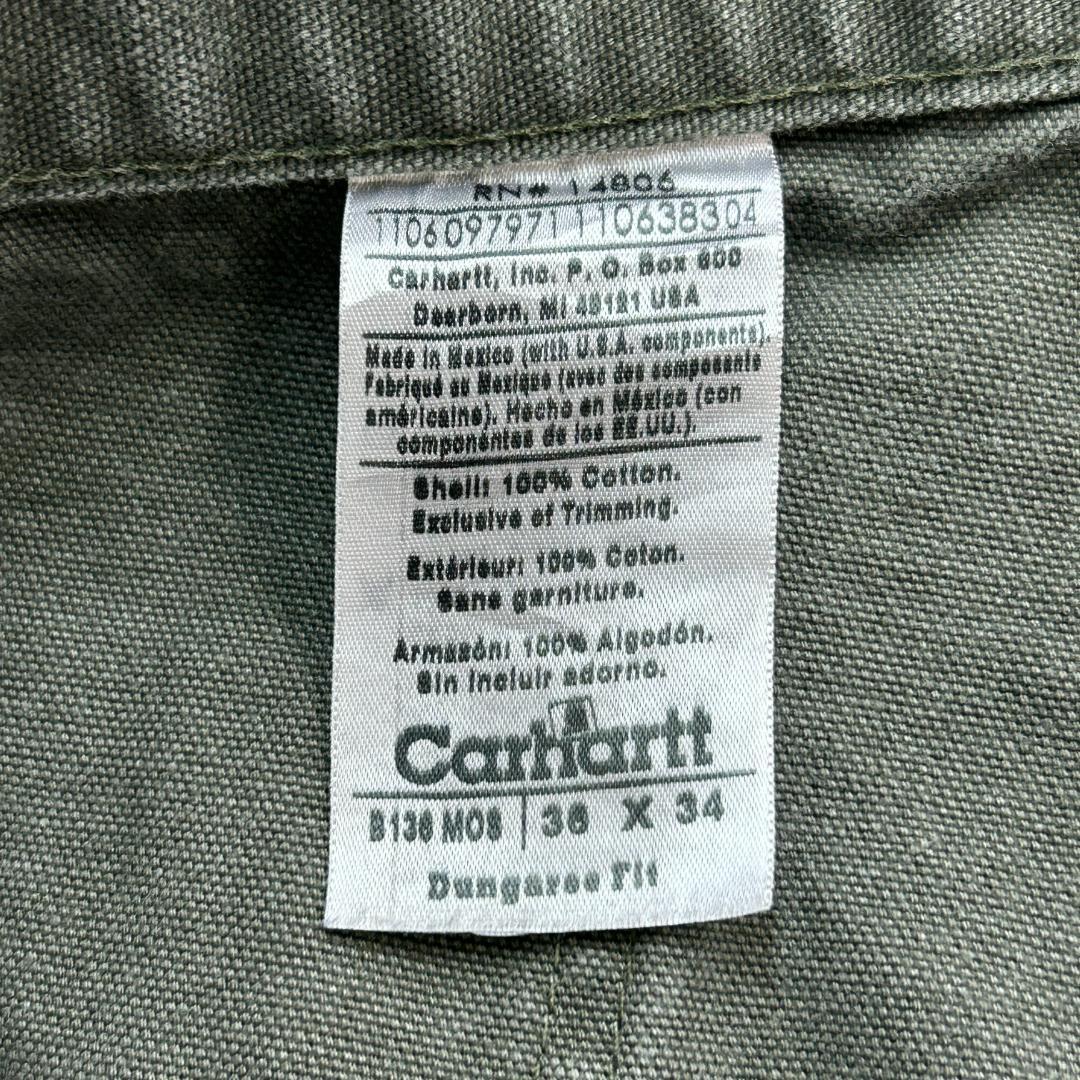 RN# 14806
1106097971 110638304
Carhartt, Inc. P. O. Box 600
Dearborn, MI 48121 USA
Made in Mexico (with U.S.A. components).
Fabriqué au Mexique (avec des composants
américains). Hecho en México (con
componentes de los EE.UU.).
Shell: 100% Cotton.
Exclusive of Trimming.
Extérieur: 100% Coton.
Sans garniture.
Armazón: 100% Algodón.
Sin incluir adorno.
Carhartt
B136 MOS | 36 X 34
Dungaree Fit